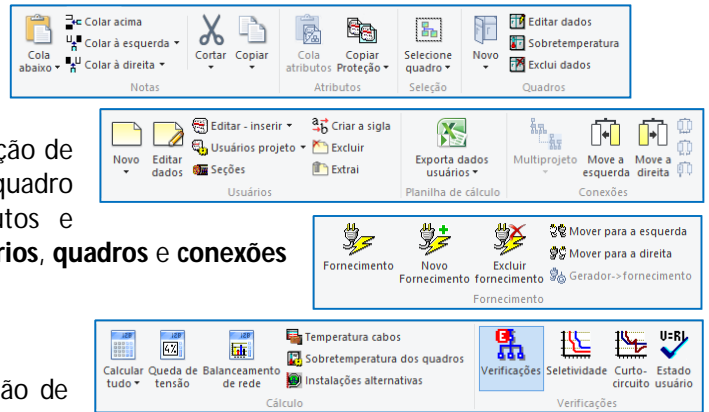 Cola abaixo
Colar acima
Colar à esquerda
Colar à direita
Notas
Cortar
Copiar
Cola atributos
Copiar Proteção
Atributos
Selecione quadro
Seleção
Novo
Editar dados
Sobretemperatura
Exclui dados
Quadros
ção de
quadro
utos e
rios, quadros e conexões
Novo
Editar dados
Editar - inserir
Usuários projeto
Seções
Criar a sigla
Excluir
Extrai
Usuários
Exporta dados usuários
Planilha de cálculo
Multiprojeto
Move a esquerda
Move a direita
Conexões
Fornecimento
Novo Fornecimento
Excluir fornecimento
Mover para a esquerda
Mover para a direita
Gerador->fornecimento
Fornecimento
ão de
Calcular tudo
Queda de tensão
Balanceamento de rede
Temperatura cabos
Sobretemperatura dos quadros
Instalações alternativas
Cálculo
Verificações
Seletividade
Curto-circuito
U=RI
Estado usuário
Verificações